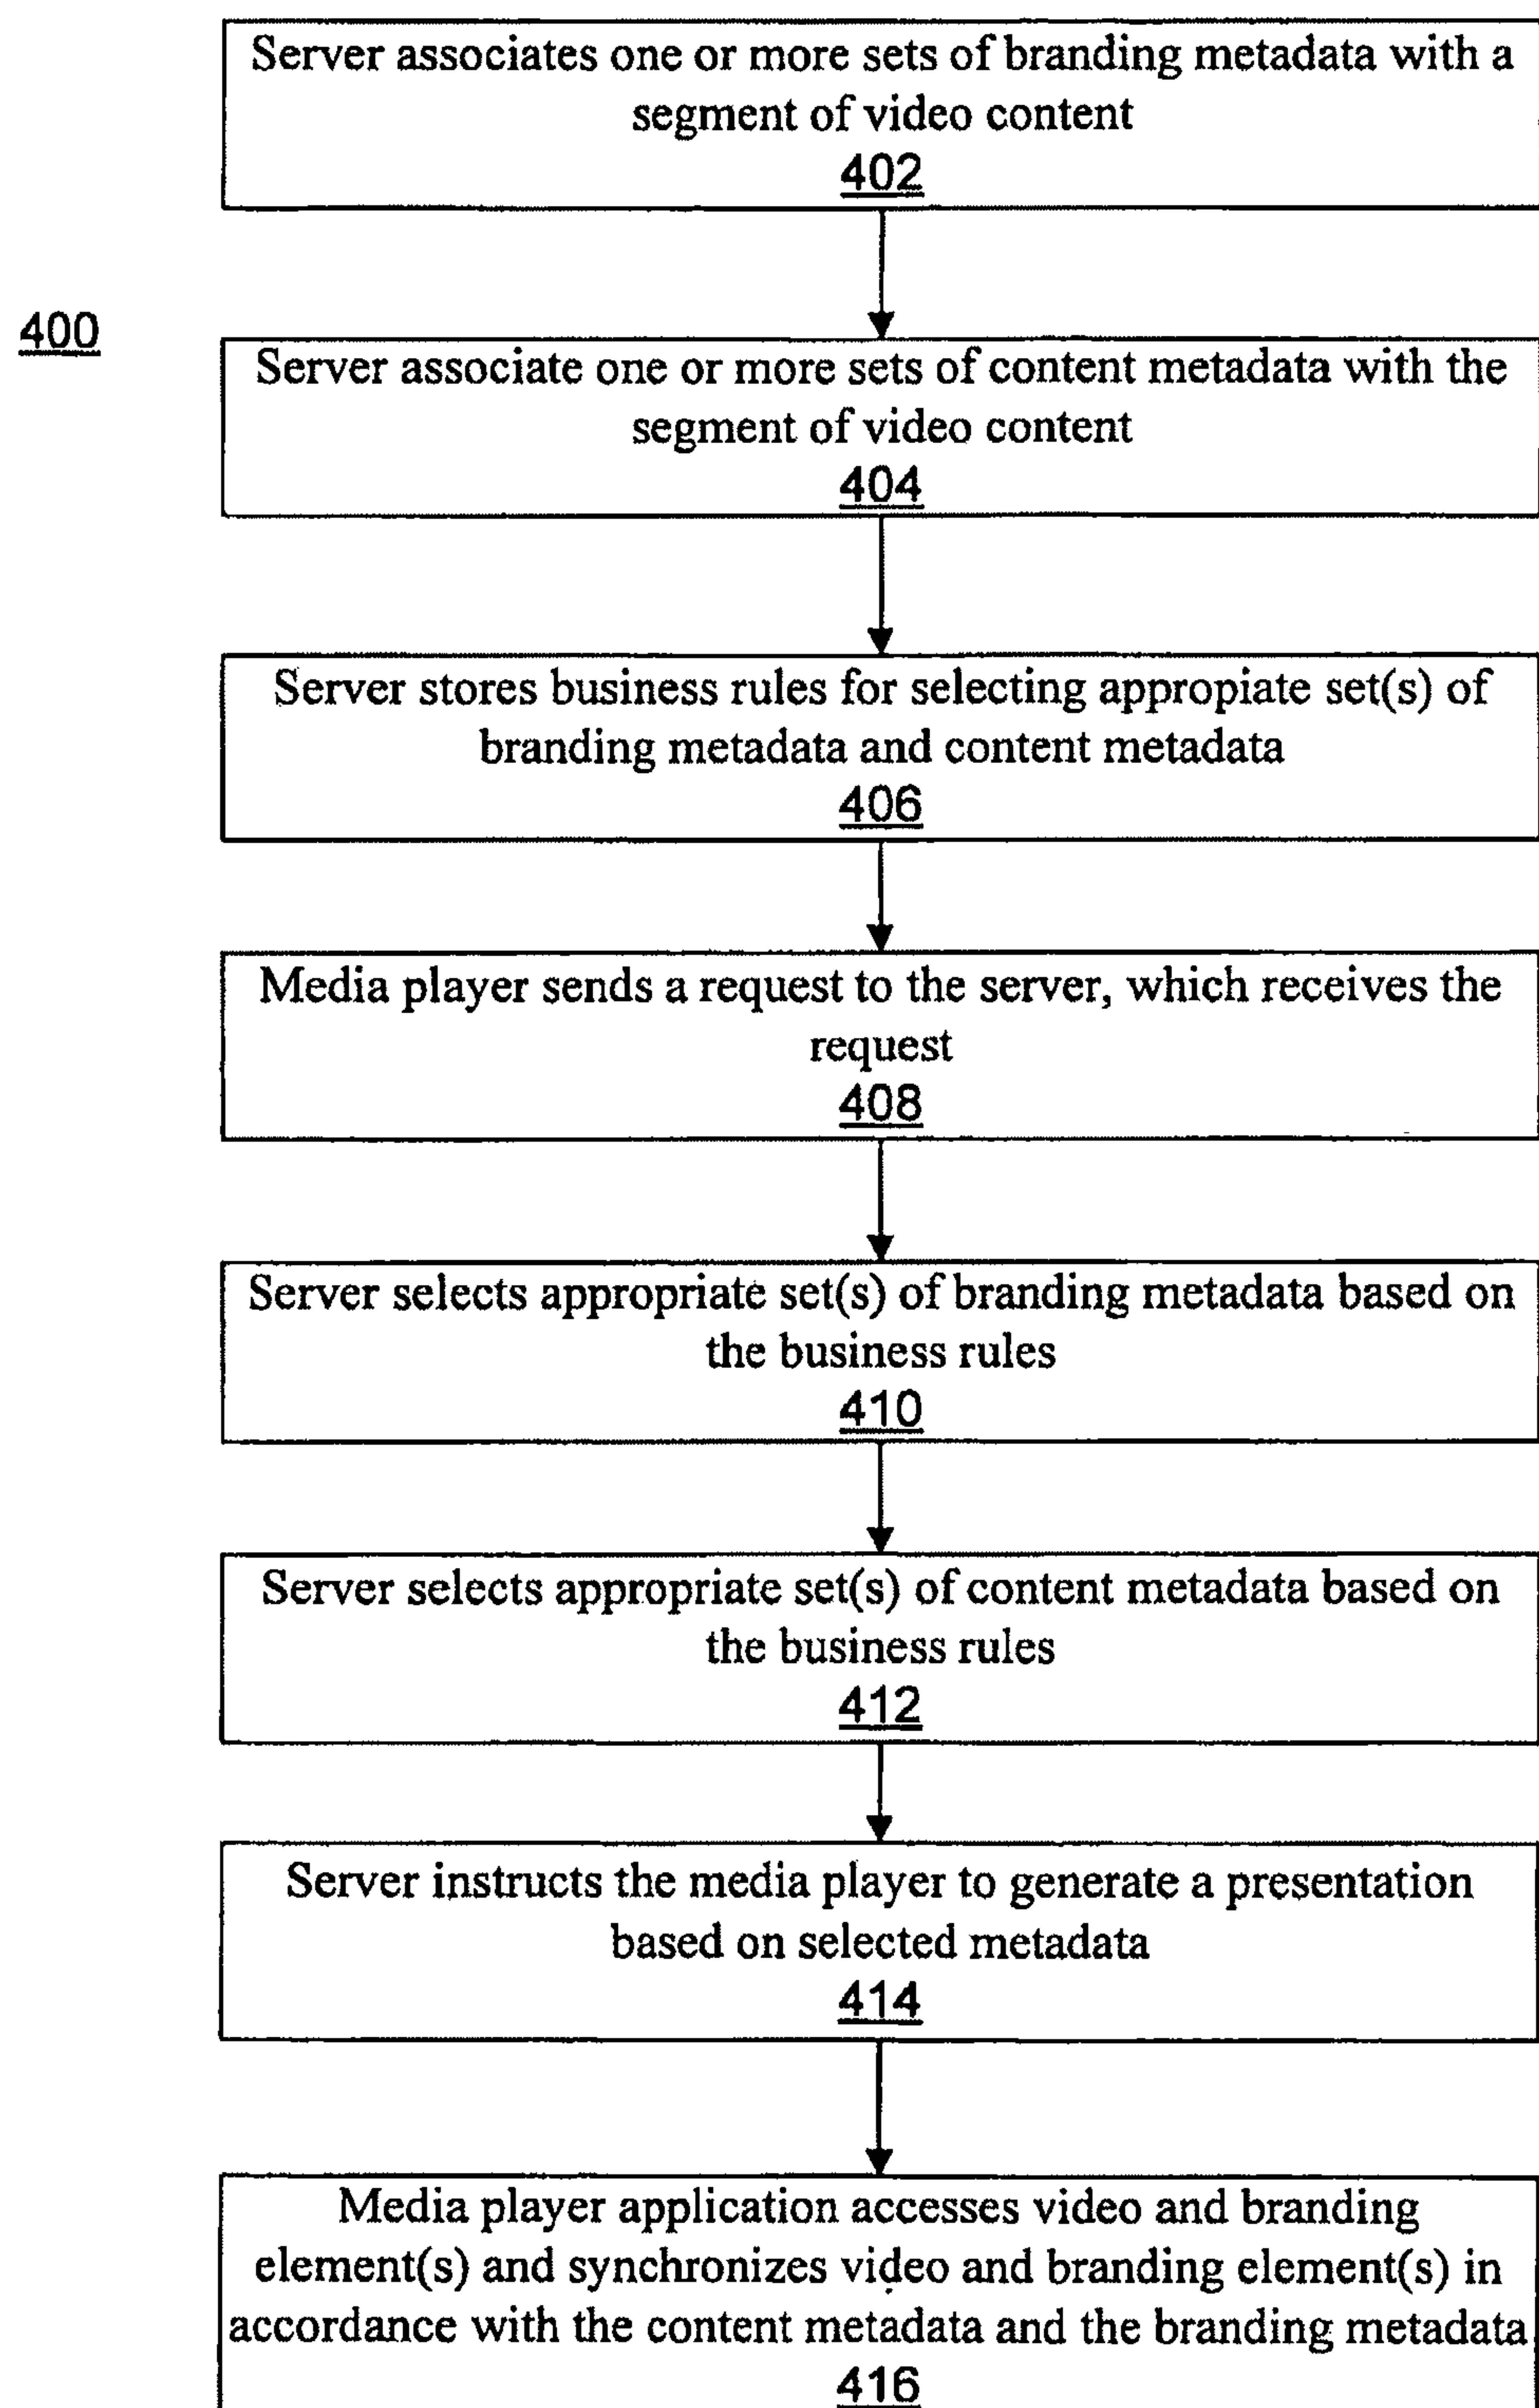 Server associates one or more sets of branding metadata with a
segment of video content
402
400
Server associate one or more sets of content metadata with the
segment of video content
404
Server stores business rules for selecting appropiate set(s) of
branding metadata and content metadata
406
Media player sends a request to the server, which receives the
request
408
Server selects appropriate set(s) of branding metadata based on
the business rules
410
Server selects appropriate set(s) of content metadata based on
the business rules
412
Server instructs the media player to generate a presentation
based on selected metadata
414
Media player application accesses video and branding
element(s) and synchronizes video and branding element(s) in
accordance with the content metadata and the branding metadata
416